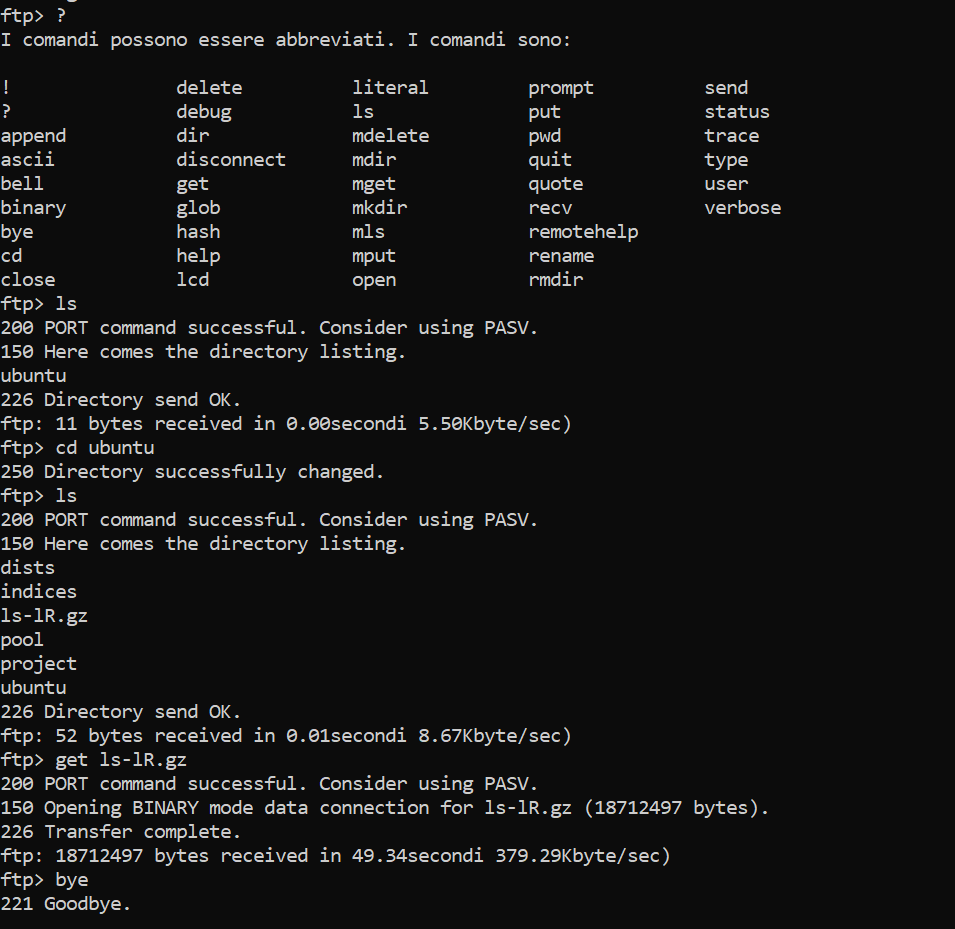 ftp> ?
I comandi possono essere abbreviati. I comandi sono:
! delete literal prompt send
? debug ls put status
append dir mdelete pwd trace
ascii disconnect mdir quit type
bell get mget quote user
binary glob mkdir recv verbose
bye hash mls remotehelp
cd help mput rename
close lcd open rmdir
ftp> ls
200 PORT command successful. Consider using PASV.
150 Here comes the directory listing.
ubuntu
226 Directory send OK.
ftp: 11 bytes received in 0.00secondi 5.50Kbyte/sec)
ftp> cd ubuntu
250 Directory successfully changed.
ftp> ls
200 PORT command successful. Consider using PASV.
150 Here comes the directory listing.
dists
indices
ls-lR.gz
pool
project
ubuntu
226 Directory send OK.
ftp: 52 bytes received in 0.01secondi 8.67Kbyte/sec)
ftp> get ls-lR.gz
200 PORT command successful. Consider using PASV.
150 Opening BINARY mode data connection for ls-lR.gz (18712497 bytes).
226 Transfer complete.
ftp: 18712497 bytes received in 49.34secondi 379.29Kbyte/sec)
ftp> bye
221 Goodbye.